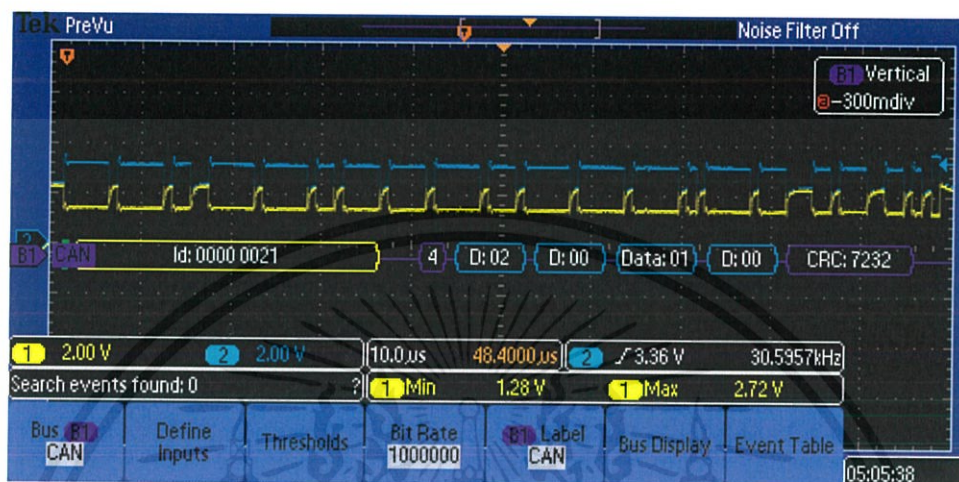 Tek PreVu
Noise Filter Off
B1 Vertical
a -300mdiv
B1 CAN Id: 0000 0021 4 D: 02 D: 00 Data: 01 D: 00 CRC: 7232
1 2.00 V 2 2.00 V 10.0µs 48.4000µs 2 3.36 V 30.5957kHz
Search events found: 0 ? 1 Min 1.28 V 1 Max 2.72 V
Bus B1 CAN
Define Inputs
Thresholds
Bit Rate 1000000
B1 Label CAN
Bus Display
Event Table
05:05:38